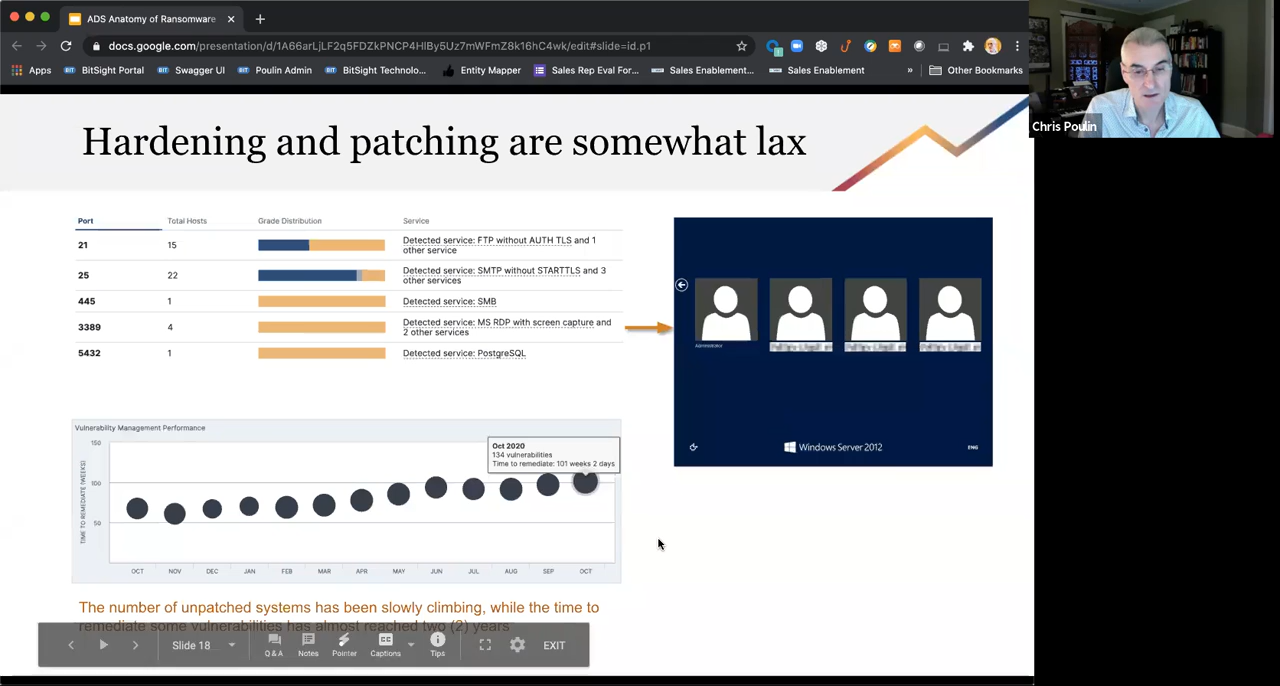 ADS Anatomy of Ransomware
docs.google.com/presentation/d/1A66arLjLF2q5FDZkPNCP4HlBy5Uz7mWFmZ8k16hC4wk/edit#slide=id.p1
Apps BitSight Portal Swagger UI Poulin Admin BitSight Technolo... Entity Mapper Sales Rep Eval For... Sales Enablement... Sales Enablement » Other Bookmarks
Chris Poulin
Hardening and patching are somewhat lax
Port Total Hosts Grade Distribution Service
21 15 Detected service: FTP without AUTH TLS and 1
other service
25 22 Detected service: SMTP without STARTTLS and 3
other services
445 1 Detected service: SMB
3389 4 Detected service: MS RDP with screen capture and
2 other services
5432 1 Detected service: PostgreSQL
Administrator
Windows Server 2012
ENG
Vulnerability Management Performance
TIME TO REMEDIATE (WEEKS)
150
100
50
Oct 2020
134 vulnerabilities
Time to remediate: 101 weeks 2 days
OCT NOV DEC JAN FEB MAR APR MAY JUN JUL AUG SEP OCT
The number of unpatched systems has been slowly climbing, while the time to
remediate some vulnerabilities has almost reached two (2) years
Slide 18 Q & A Notes Pointer Captions Tips EXIT